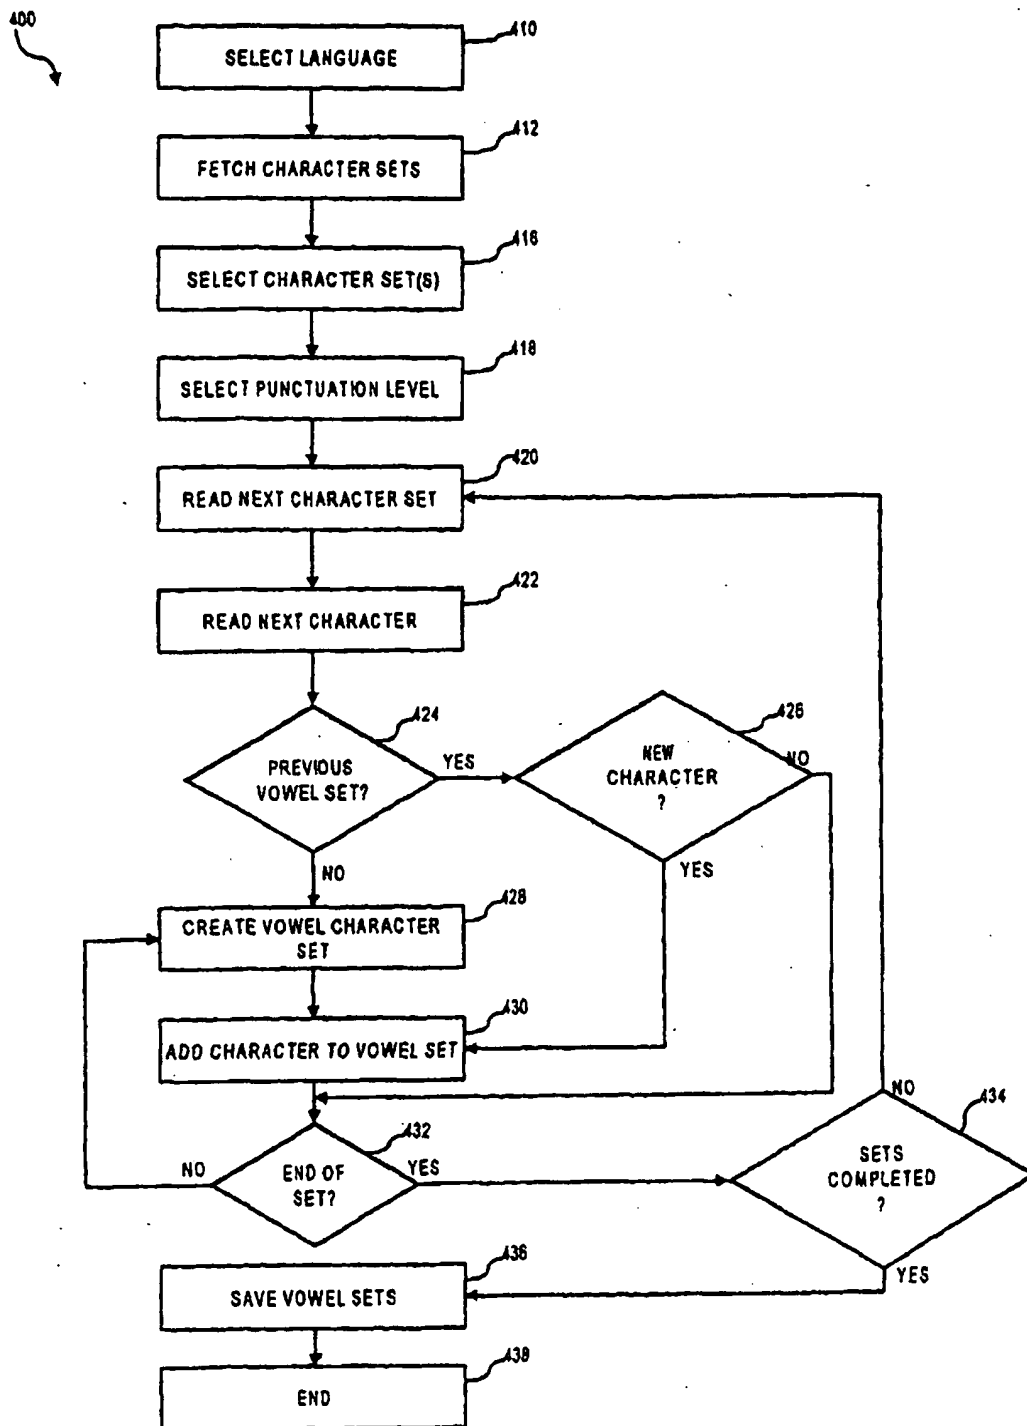 400
410
SELECT LANGUAGE
412
FETCH CHARACTER SETS
416
SELECT CHARACTER SET(S)
418
SELECT PUNCTUATION LEVEL
420
READ NEXT CHARACTER SET
422
READ NEXT CHARACTER
424
PREVIOUS
VOWEL SET?
YES
NO
426
NEW
CHARACTER
?
NO
YES
428
CREATE VOWEL CHARACTER
SET
430
ADD CHARACTER TO VOWEL SET
432
END OF
SET?
NO
YES
434
SETS
COMPLETED
?
NO
YES
436
SAVE VOWEL SETS
438
END